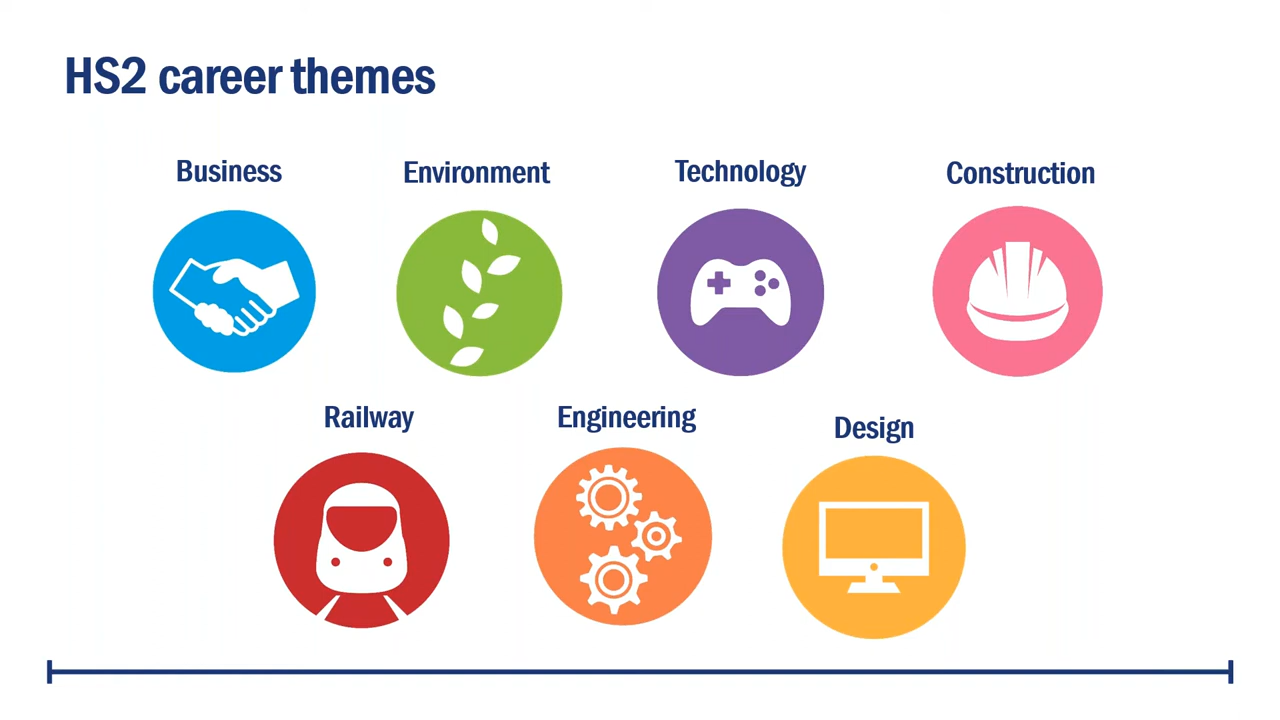 HS2 career themes
Business
Environment
Technology
Construction
Railway
Engineering
Design